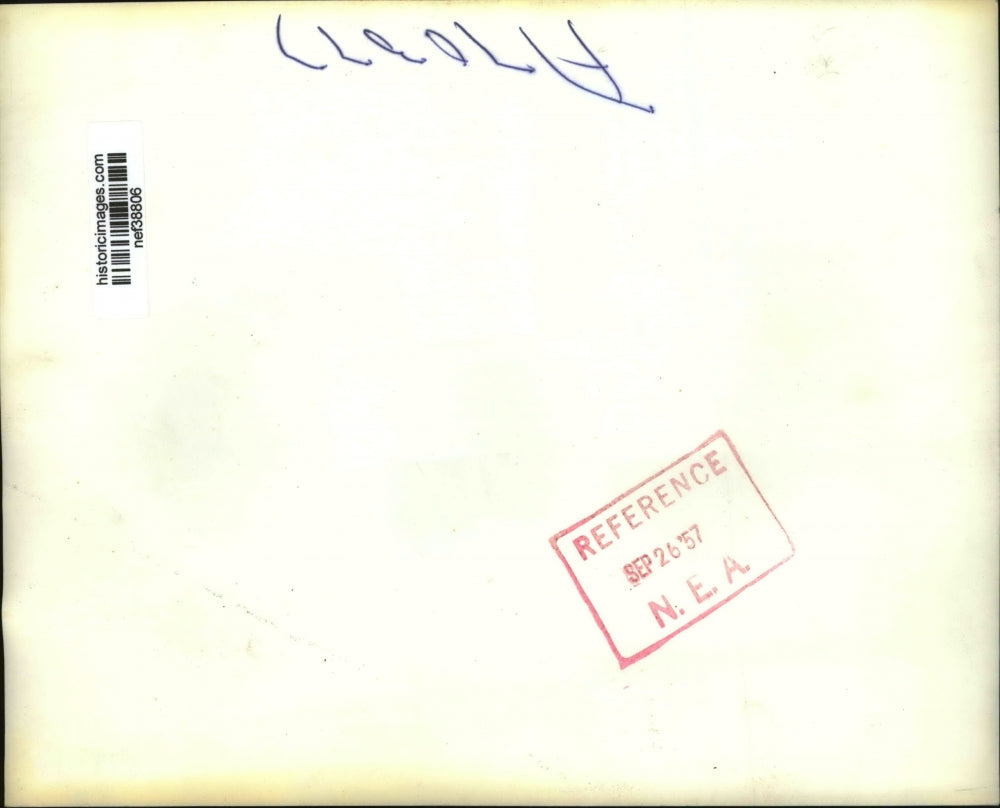 historicimages.com
nef38806
REFERENCE
SEP 26 '57
N. E. A.